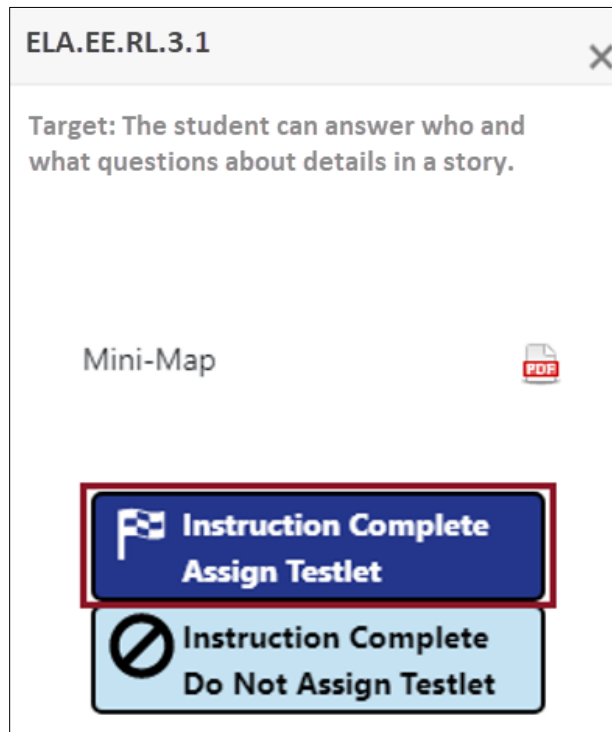 ELA.EE.RL.3.1
Target: The student can answer who and
what questions about details in a story.
Mini-Map
PDF
Instruction Complete
Assign Testlet
Instruction Complete
Do Not Assign Testlet